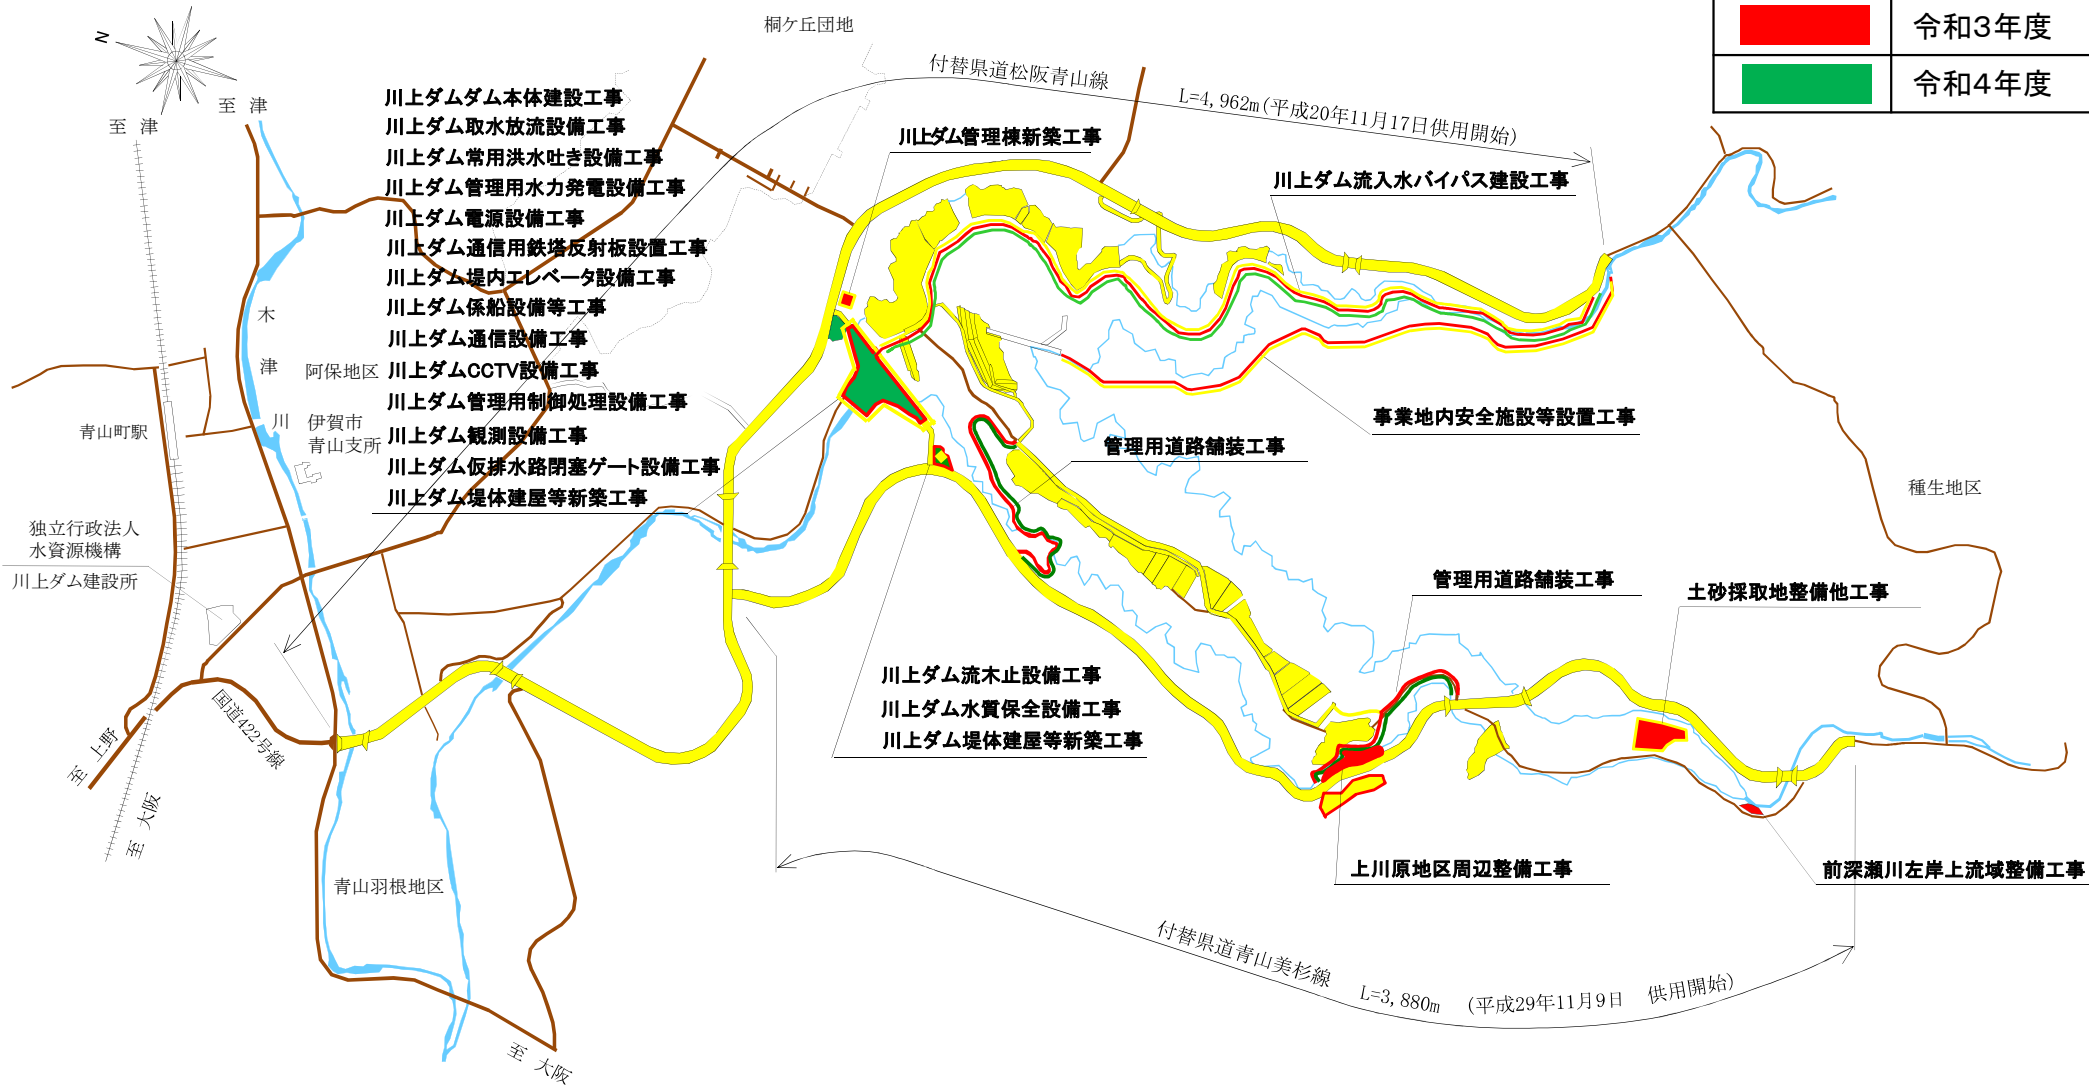 令和3年度
令和4年度
桐ケ丘団地
N
至 津
至 津
付替県道松阪青山線
L=4,962m(平成20年11月17日供用開始)
川上ダムダム本体建設工事
川上ダム取水放流設備工事
川上ダム常用洪水吐き設備工事
川上ダム管理用水力発電設備工事
川上ダム電源設備工事
川上ダム通信用鉄塔反射板設置工事
川上ダム堤内エレベータ設備工事
川上ダム係船設備等工事
川上ダム通信設備工事
川上ダムCCTV設備工事
川上ダム管理用制御処理設備工事
川上ダム観測設備工事
川上ダム仮排水路閉塞ゲート設備工事
川上ダム堤体建屋等新築工事
川上ダム管理棟新築工事
川上ダム流入水バイパス建設工事
木
津
川
阿保地区
伊賀市
青山支所
青山町駅
事業地内安全施設等設置工事
管理用道路舗装工事
種生地区
独立行政法人
水資源機構
川上ダム建設所
管理用道路舗装工事
土砂採取地整備他工事
川上ダム流木止設備工事
川上ダム水質保全設備工事
川上ダム堤体建屋等新築工事
国道422号線
至 上野
至 大阪
青山羽根地区
上川原地区周辺整備工事
前深瀬川左岸上流域整備工事
付替県道青山美杉線
L=3,880m (平成29年11月9日 供用開始)
至 大阪